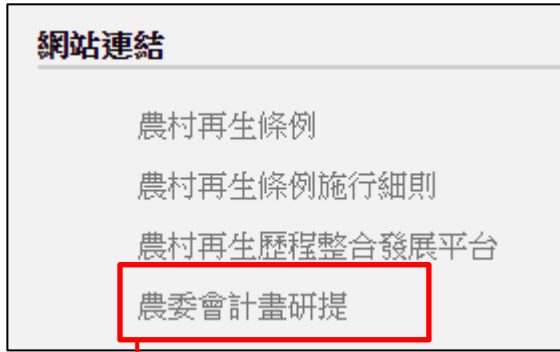 網站連結
農村再生條例
農村再生條例施行細則
農村再生歷程整合發展平台
農委會計畫研提